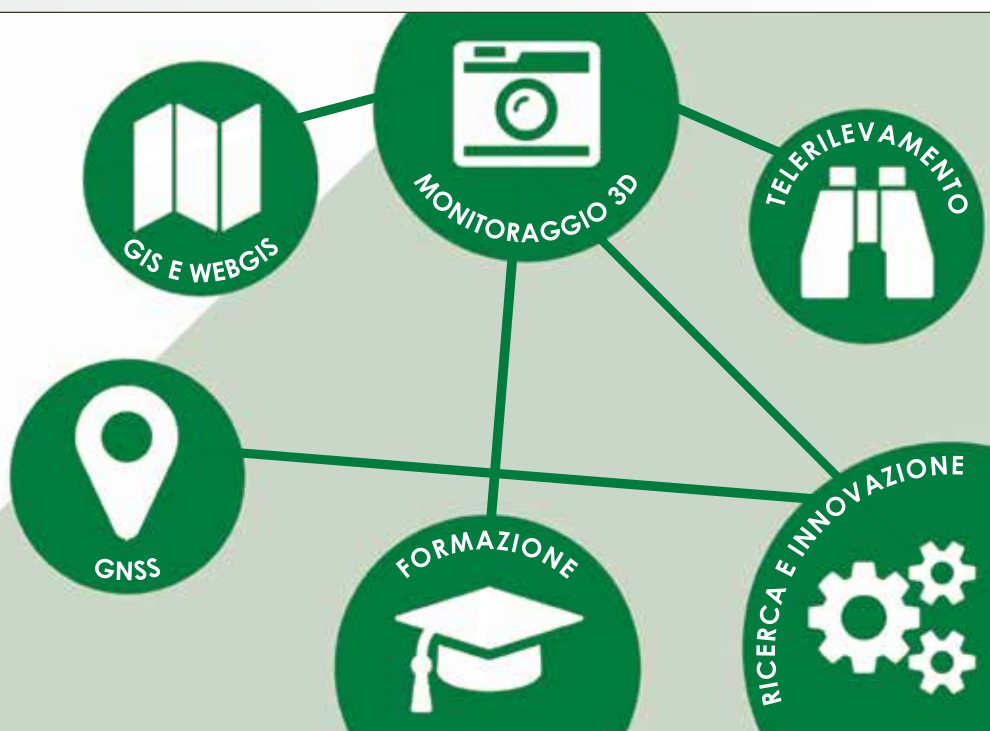 MONITORAGGIO 3D
GIS E WEBGIS
TELERILEVAMENTO
GNSS
FORMAZIONE
RICERCA E INNOVAZIONE